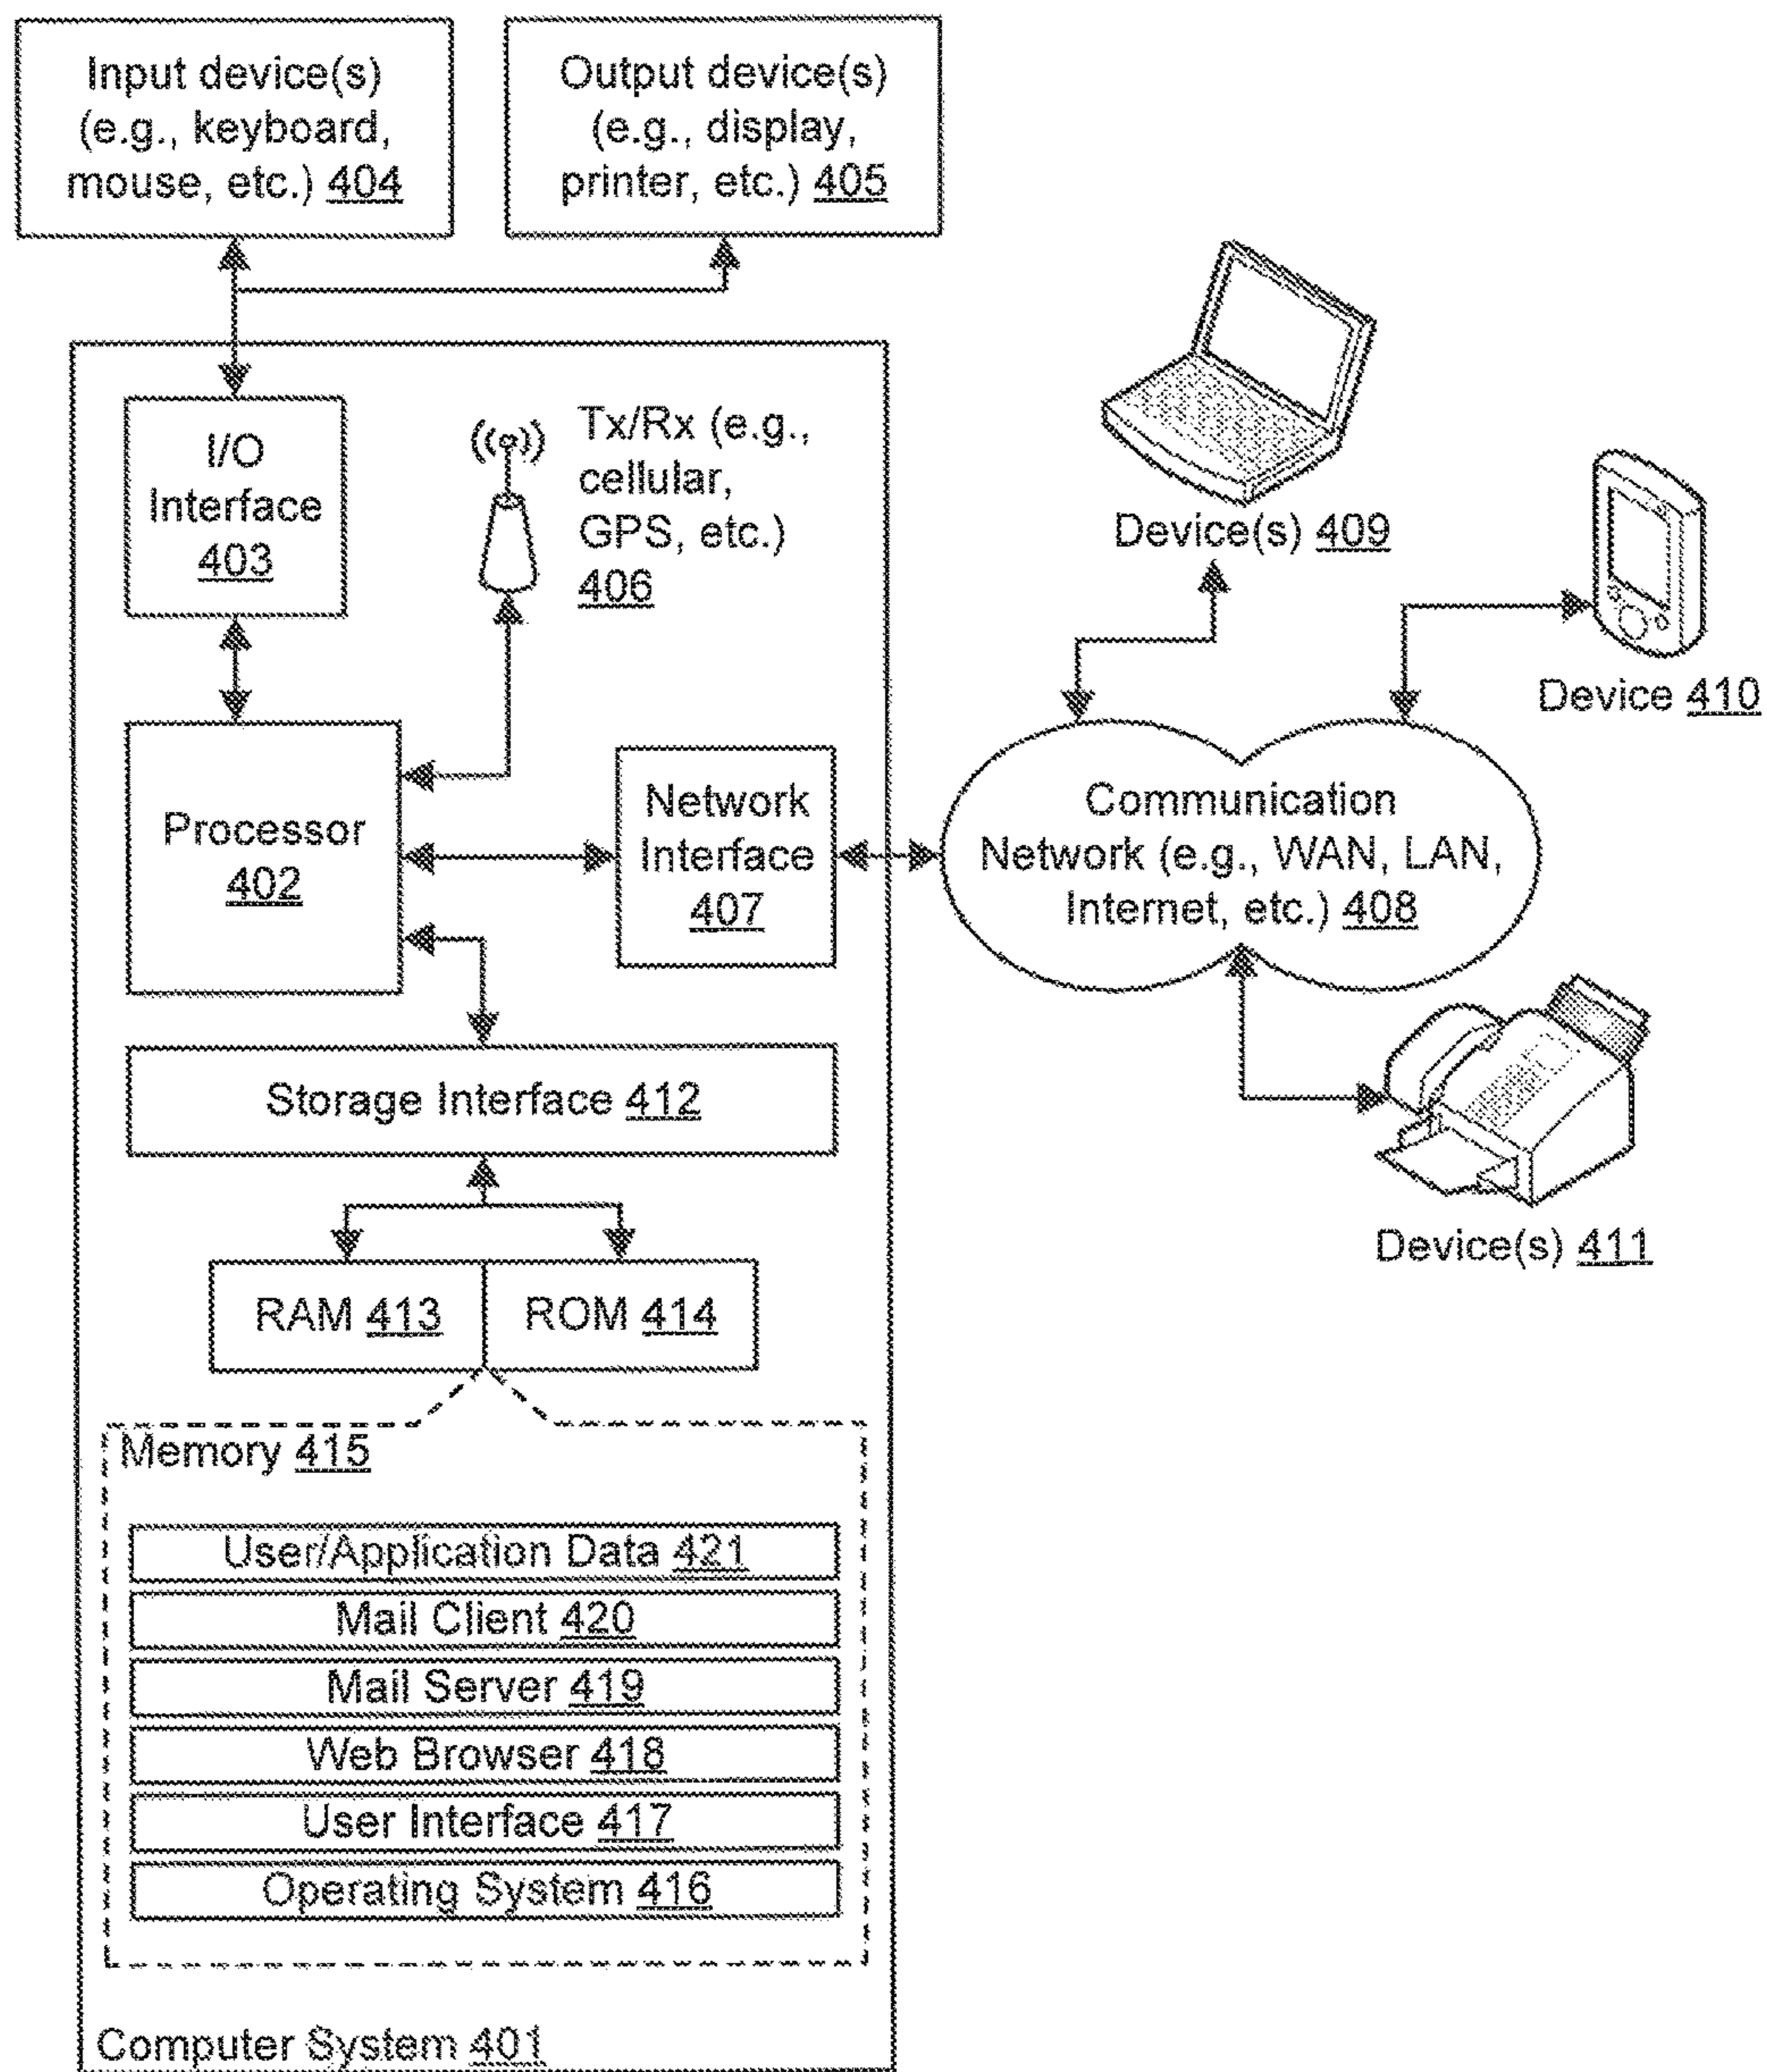 Input device(s)
(e.g., keyboard,
mouse, etc.) 404
Output device(s)
(e.g., display,
printer, etc.) 405
I/O
Interface
403
Tx/Rx (e.g.,
cellular,
GPS, etc.)
406
Device(s) 409
Device 410
Processor
402
Network
Interface
407
Communication
Network (e.g., WAN, LAN,
Internet, etc.) 408
Storage Interface 412
Device(s) 411
RAM 413
ROM 414
Memory 415
User/Application Data 421
Mail Client 420
Mail Server 419
Web Browser 418
User Interface 417
Operating System 416
Computer System 401